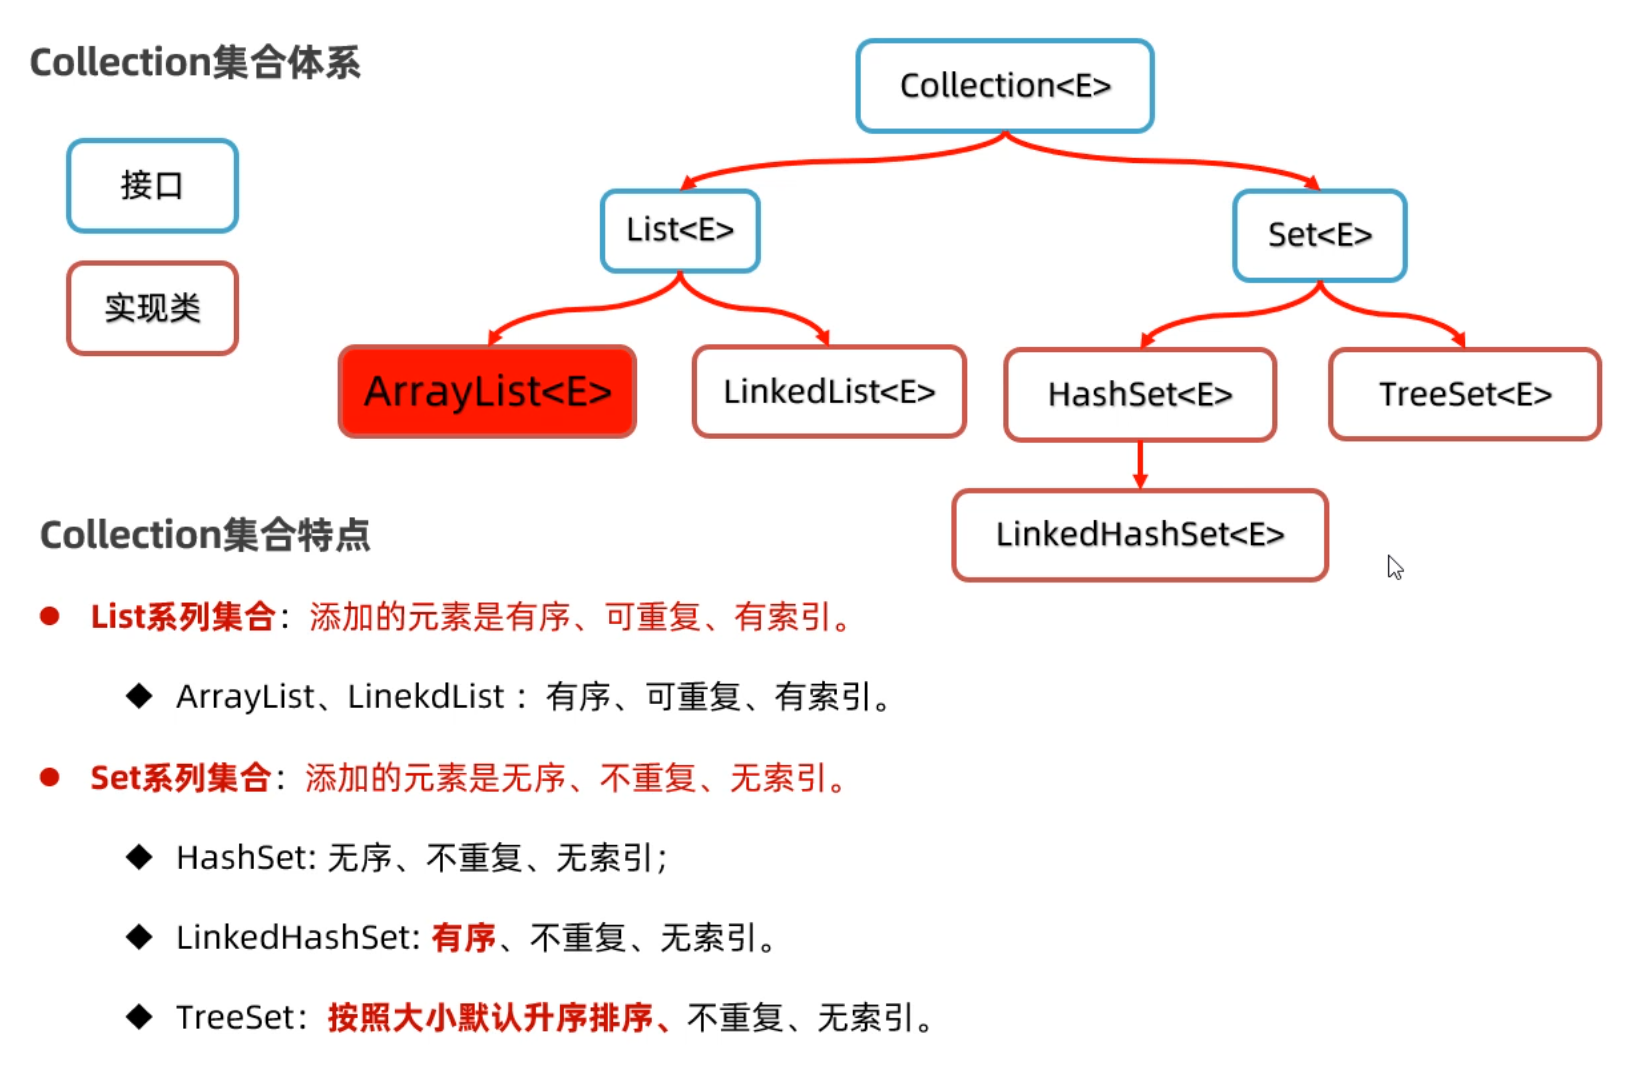 Collection集合体系
Collection<E>
接口
List<E>
Set<E>
实现类
ArrayList<E>
LinkedList<E>
HashSet<E>
TreeSet<E>
LinkedHashSet<E>
Collection集合特点
● List系列集合：添加的元素是有序、可重复、有索引。
◆ ArrayList、LinekdList ：有序、可重复、有索引。
● Set系列集合：添加的元素是无序、不重复、无索引。
◆ HashSet: 无序、不重复、无索引；
◆ LinkedHashSet: 有序、不重复、无索引。
◆ TreeSet：按照大小默认升序排序、不重复、无索引。